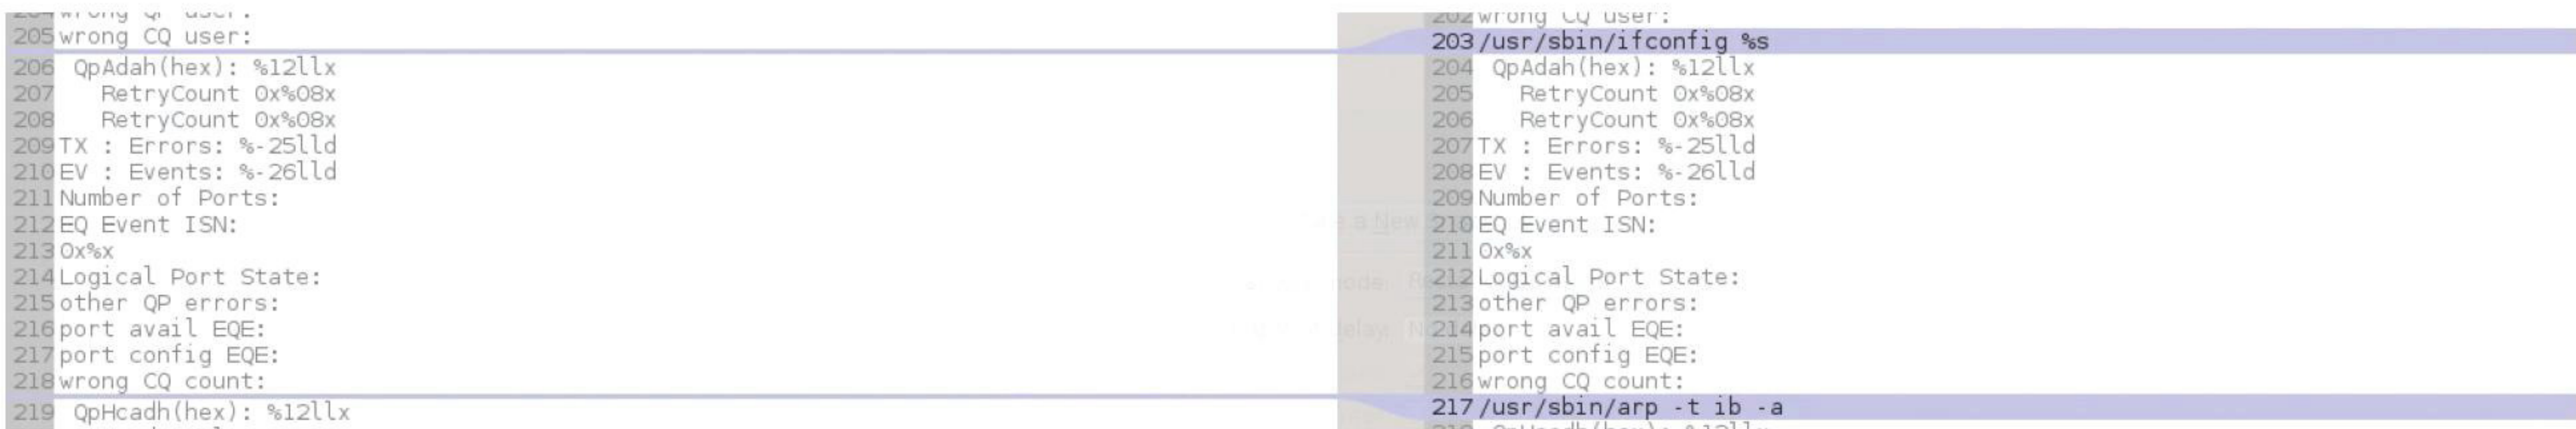 205 wrong CQ user:
206 QpAdah(hex): %12llx
207 RetryCount 0x%08x
208 RetryCount 0x%08x
209 TX : Errors: %-25lld
210 EV : Events: %-26lld
211 Number of Ports:
212 EQ Event ISN:
213 0x%x
214 Logical Port State:
215 other QP errors:
216 port avail EQE:
217 port config EQE:
218 wrong CQ count:
219 QpHcadh(hex): %12llx
202 wrong CQ user:
203 /usr/sbin/ifconfig %s
204 QpAdah(hex): %12llx
205 RetryCount 0x%08x
206 RetryCount 0x%08x
207 TX : Errors: %-25lld
208 EV : Events: %-26lld
209 Number of Ports:
210 EQ Event ISN:
211 0x%x
212 Logical Port State:
213 other QP errors:
214 port avail EQE:
215 port config EQE:
216 wrong CQ count:
217 /usr/sbin/arp -t ib -a